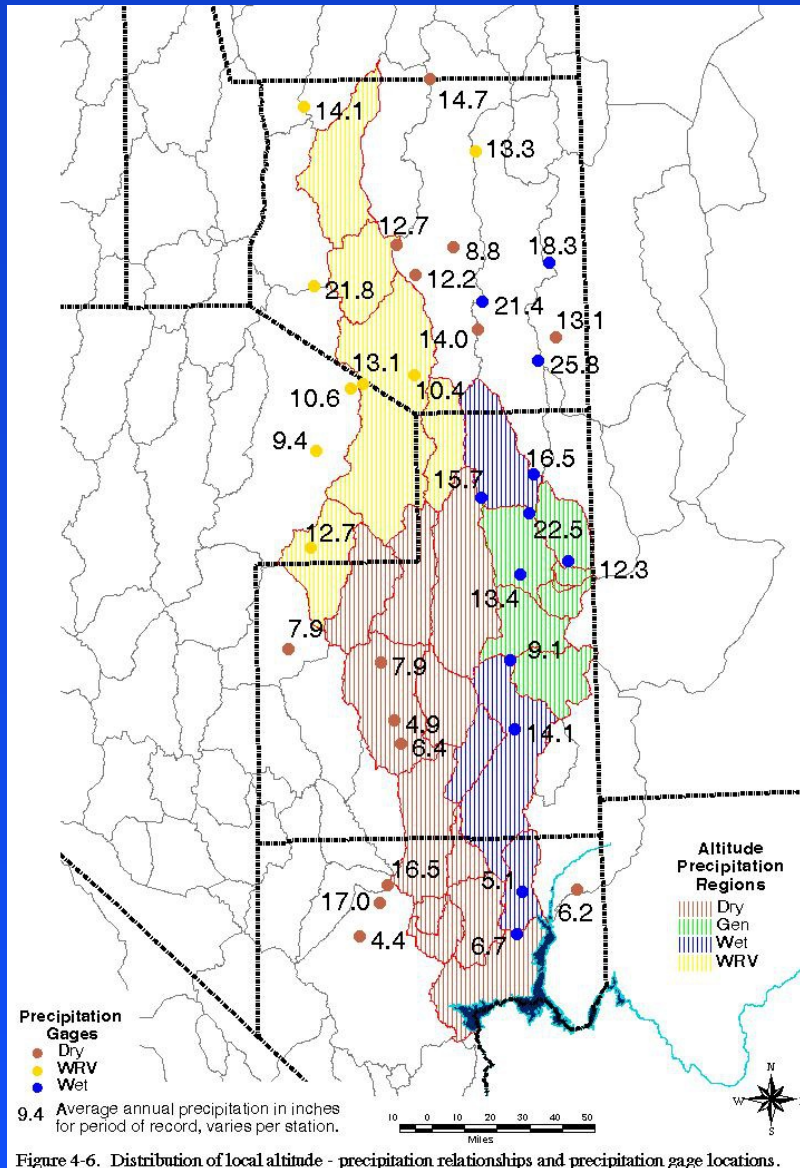 14.1
14.7
13.3
12.7
8.8
18.3
12.2
21.8
21.4
14.0
13.1
25.8
13.1
10.6
10.4
9.4
16.5
15.7
22.5
12.7
12.3
13.4
7.9
9.1
7.9
4.9
14.1
6.4
Altitude
Precipitation
Regions
Dry
Gen
Wet
WRV
16.5
5.1
17.0
6.2
4.4
6.7
Precipitation
Gages
Dry
WRV
Wet
9.4 Average annual precipitation in inches
for period of record, varies per station.
N
W
S
10 0 10 20 30 40 50
Miles
Figure 4-6. Distribution of local altitude - precipitation relationships and precipitation gage locations.